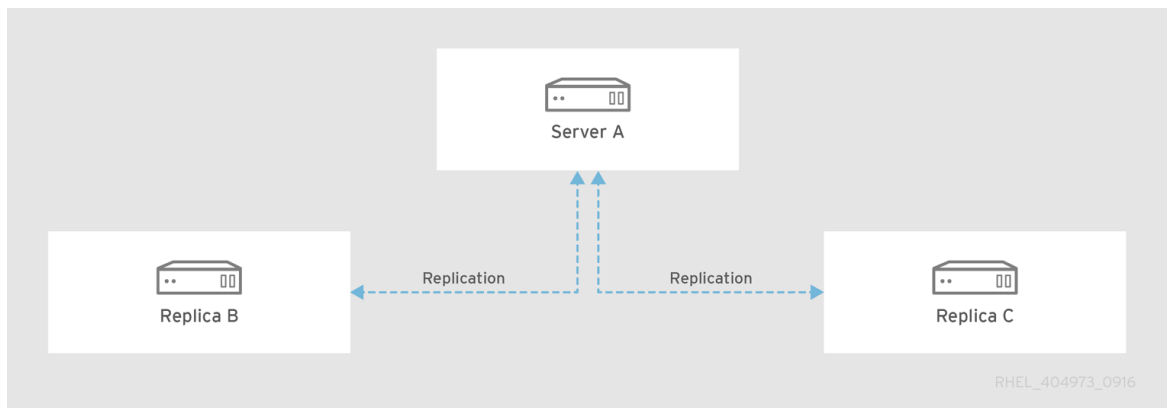 Server A
Replication
Replication
Replica B
Replica C
RHEL_404973_0916